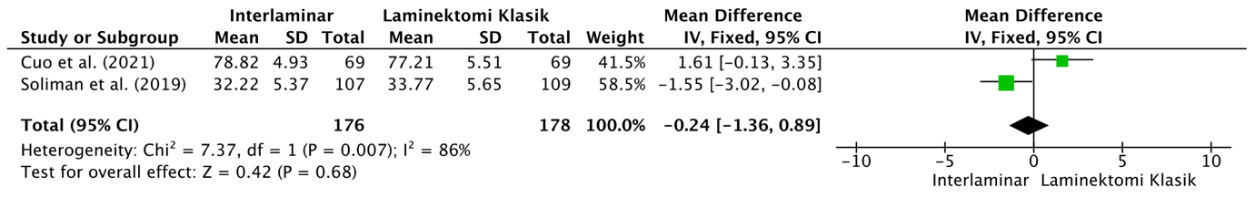 Interlaminar Laminektomi Klasik Mean Difference Mean Difference
Study or Subgroup Mean SD Total Mean SD Total Weight IV, Fixed, 95% CI IV, Fixed, 95% CI
Cuo et al. (2021) 78.82 4.93 69 77.21 5.51 69 41.5% 1.61 [-0.13, 3.35]
Soliman et al. (2019) 32.22 5.37 107 33.77 5.65 109 58.5% -1.55 [-3.02, -0.08]
Total (95% CI) 176 178 100.0% -0.24 [-1.36, 0.89]
Heterogeneity: Chi² = 7.37, df = 1 (P = 0.007); I² = 86%
Test for overall effect: Z = 0.42 (P = 0.68)
-10 -5 0 5 10
Interlaminar Laminektomi Klasik